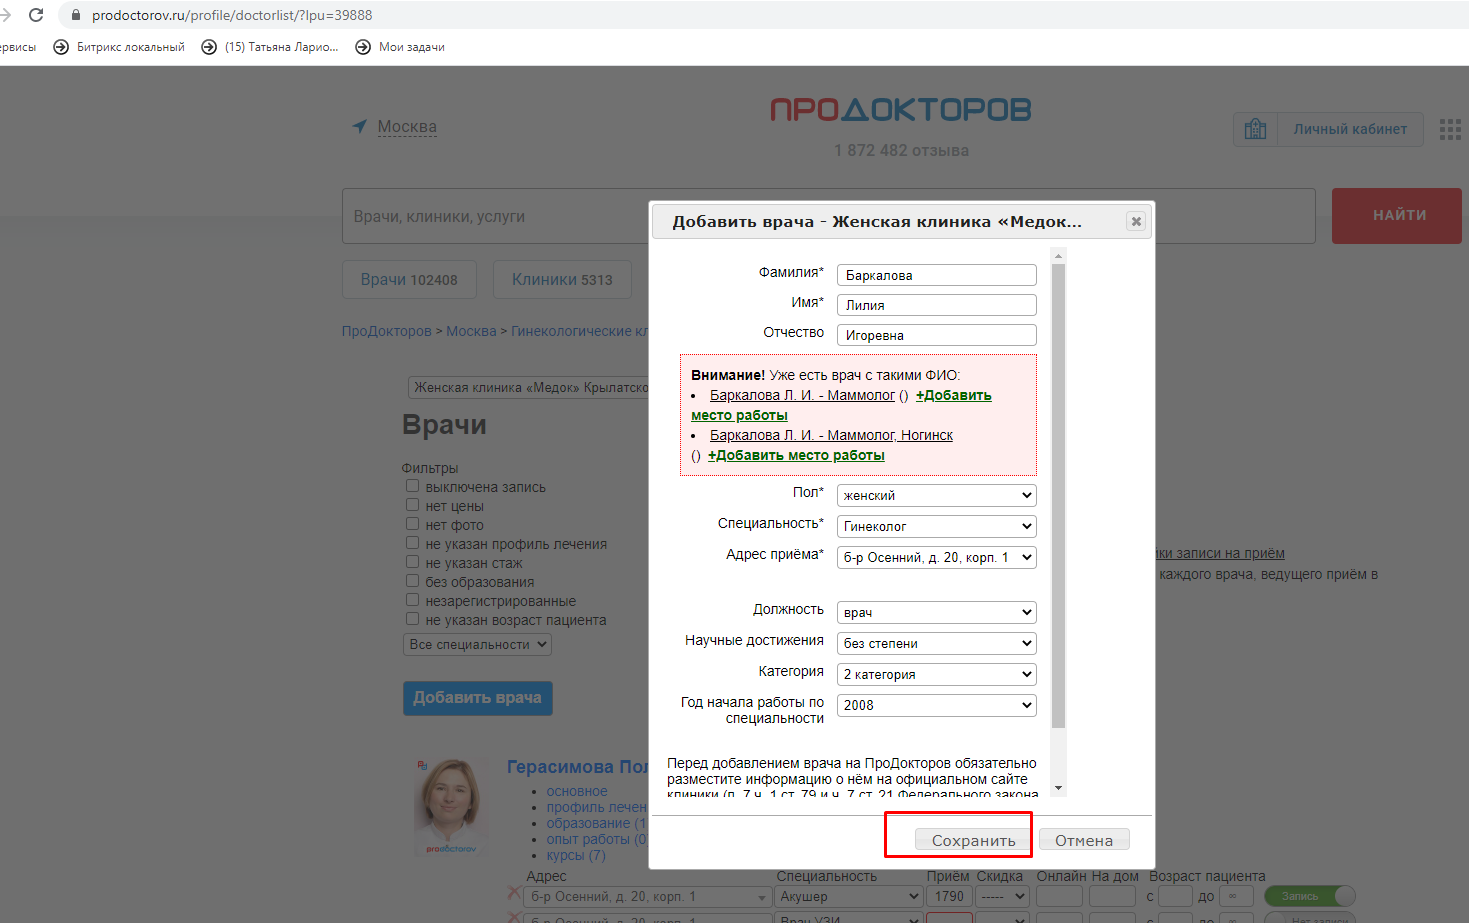 prodoctorov.ru/profile/doctorlist/?lpu=39888
ервисы Битрикс локальный (15) Татьяна Ларио... Мои задачи
Москва
ПРОДОКТОРОВ
1 872 482 отзыва
Личный кабинет
Врачи, клиники, услуги
НАЙТИ
Врачи 102408 Клиники 5313
ПроДокторов > Москва > Гинекологические кл
Женская клиника «Медок» Крылатско
Врачи
Фильтры
выключена запись
нет цены
нет фото
не указан профиль лечения
не указан стаж
без образования
незарегистрированные
не указан возраст пациента
Все специальности
Добавить врача
йки записи на приём
каждого врача, ведущего приём в
Добавить врача - Женская клиника «Медок...
Фамилия* Баркалова
Имя* Лилия
Отчество Игоревна
Внимание! Уже есть врач с такими ФИО:
• Баркалова Л. И. - Маммолог () +Добавить
место работы
• Баркалова Л. И. - Маммолог, Ногинск
() +Добавить место работы
Пол* женский
Специальность* Гинеколог
Адрес приёма* б-р Осенний, д. 20, корп. 1
Должность врач
Научные достижения без степени
Категория 2 категория
Год начала работы по
специальности 2008
Перед добавлением врача на ПроДокторов обязательно
разместите информацию о нём на официальном сайте
клиники (п. 7 ч. 1 ст. 79 и ч. 7 ст. 21 Федерального закона
Сохранить Отмена
Герасимова Пол
• основное
• профиль лечен
• образование (1
• опыт работы (0
• курсы (7)
prodoctorov
Адрес Специальность Приём Скидка Онлайн На дом Возраст пациента
б-р Осенний, д. 20, корп. 1 Акушер 1790 ----- с до ∞ Запись
б-р Осенний, д. 20, корп. 1 Врач УЗИ с до ∞ Нет записи